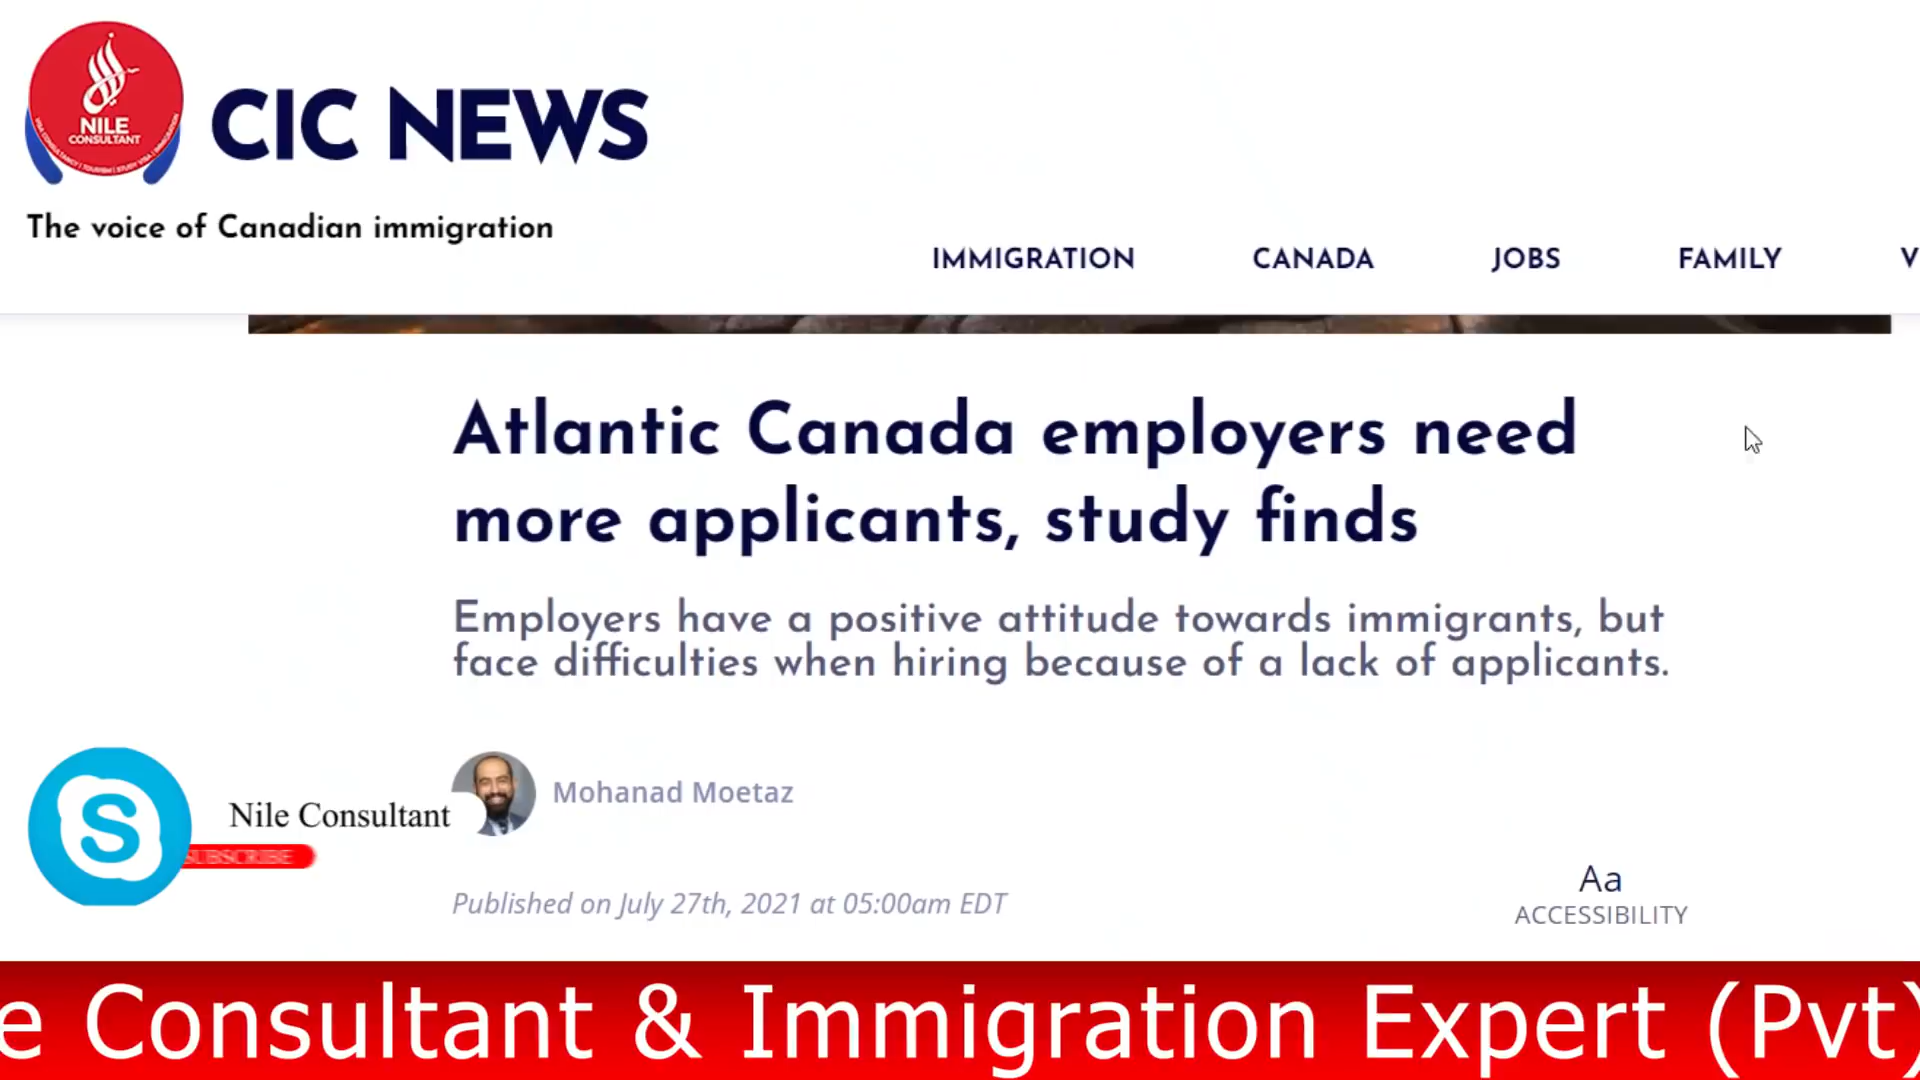 NILE
CONSULTANT
CIC NEWS
The voice of Canadian immigration
IMMIGRATION CANADA JOBS FAMILY V
Atlantic Canada employers need
more applicants, study finds
Employers have a positive attitude towards immigrants, but
face difficulties when hiring because of a lack of applicants.
Mohanad Moetaz
Nile Consultant
SUBSCRIBE
Published on July 27th, 2021 at 05:00am EDT
Aa
ACCESSIBILITY
e Consultant & Immigration Expert (Pvt)